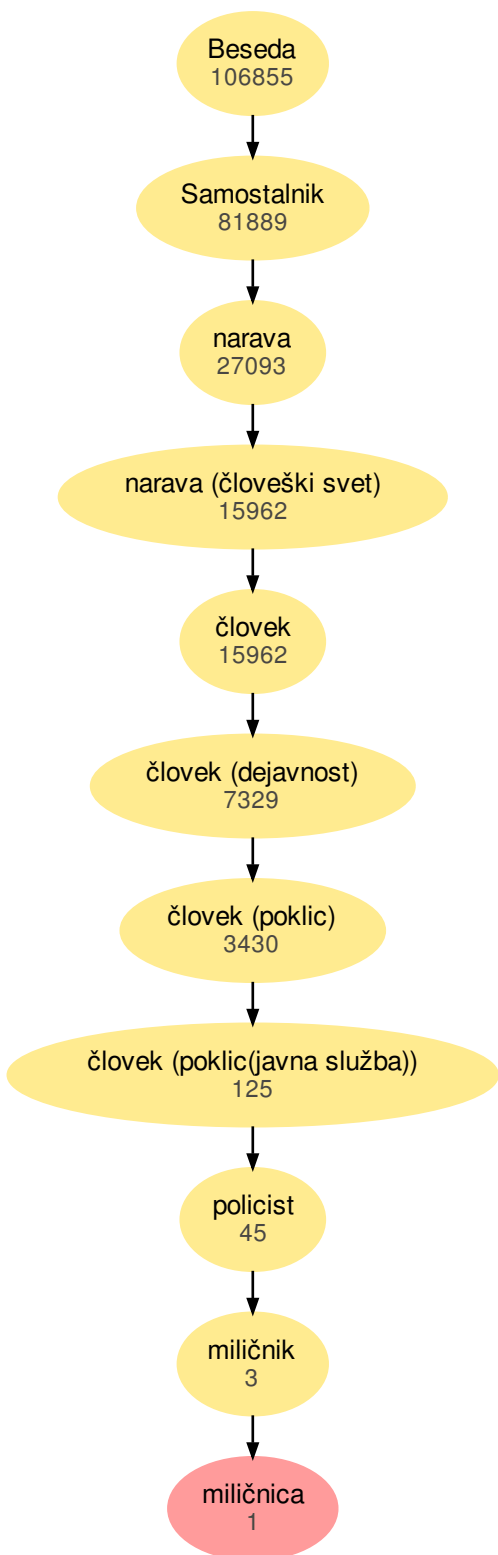 Beseda
106855
Samostalnik
81889
narava
27093
narava (človeški svet)
15962
človek
15962
človek (dejavnost)
7329
človek (poklic)
3430
človek (poklic(javna služba))
125
policist
45
miličnik
3
miličnica
1